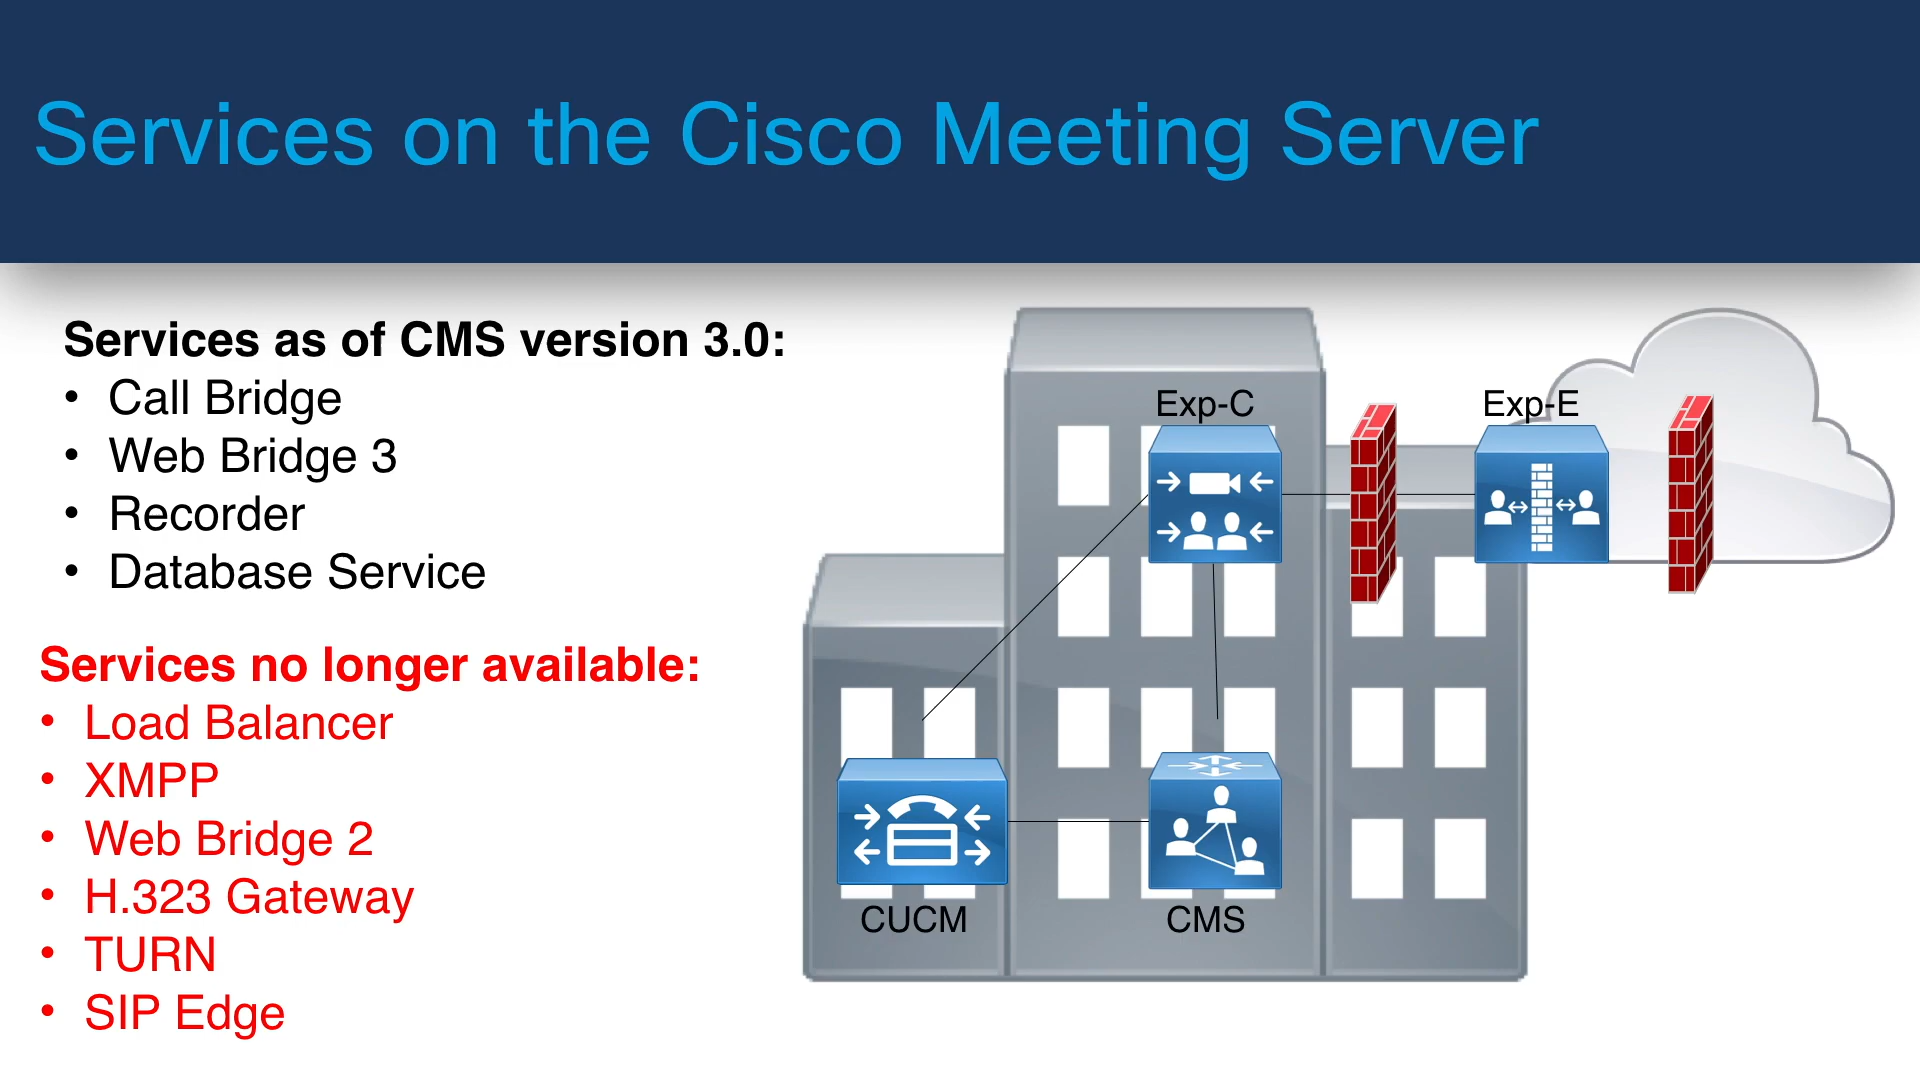 Services on the Cisco Meeting Server
Services as of CMS version 3.0:
• Call Bridge
• Web Bridge 3
• Recorder
• Database Service
Services no longer available:
• Load Balancer
• XMPP
• Web Bridge 2
• H.323 Gateway
• TURN
• SIP Edge
Exp-C
Exp-E
CUCM
CMS